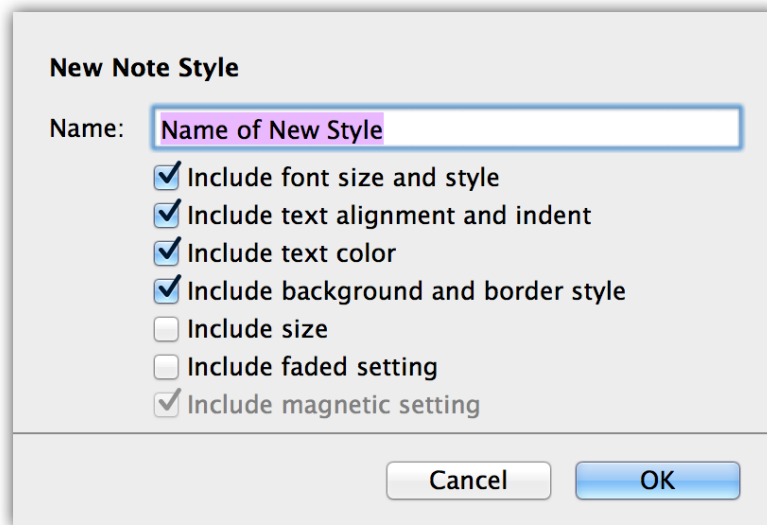 New Note Style
Name: Name of New Style
Include font size and style
Include text alignment and indent
Include text color
Include background and border style
Include size
Include faded setting
Include magnetic setting
Cancel OK